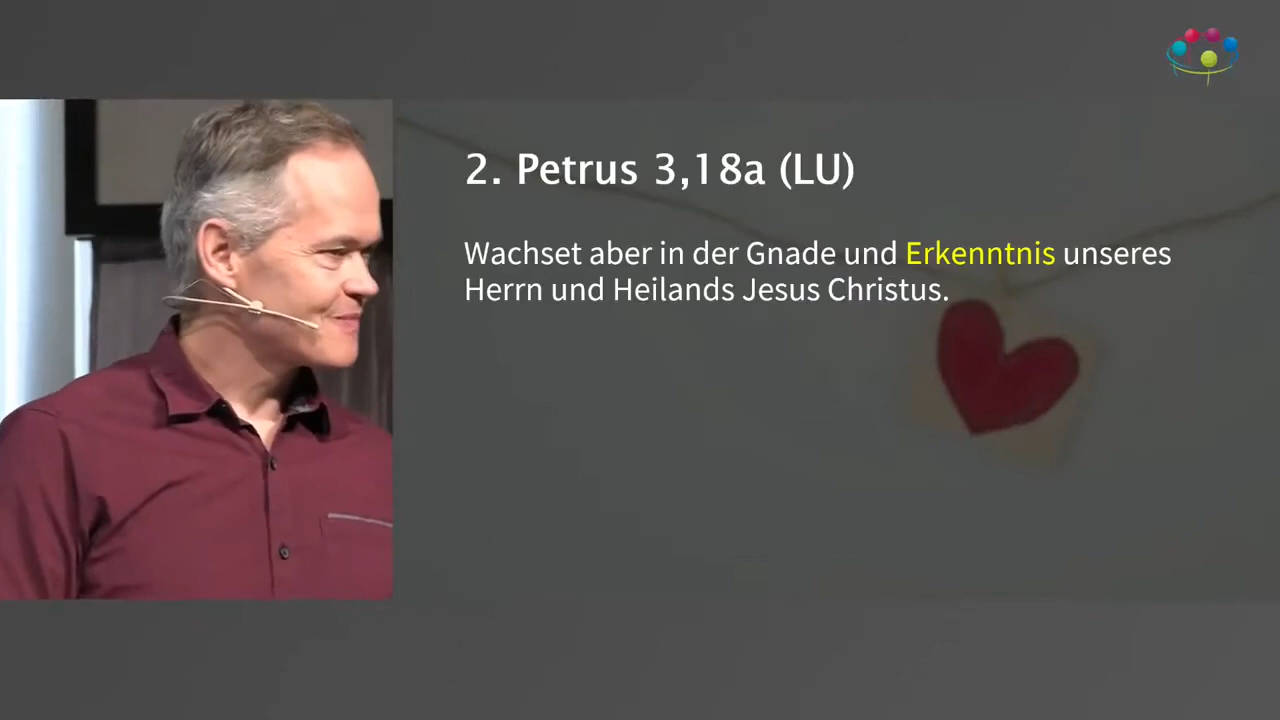 2. Petrus 3,18a (LU)
Wachset aber in der Gnade und Erkenntnis unseres
Herrn und Heilands Jesus Christus.